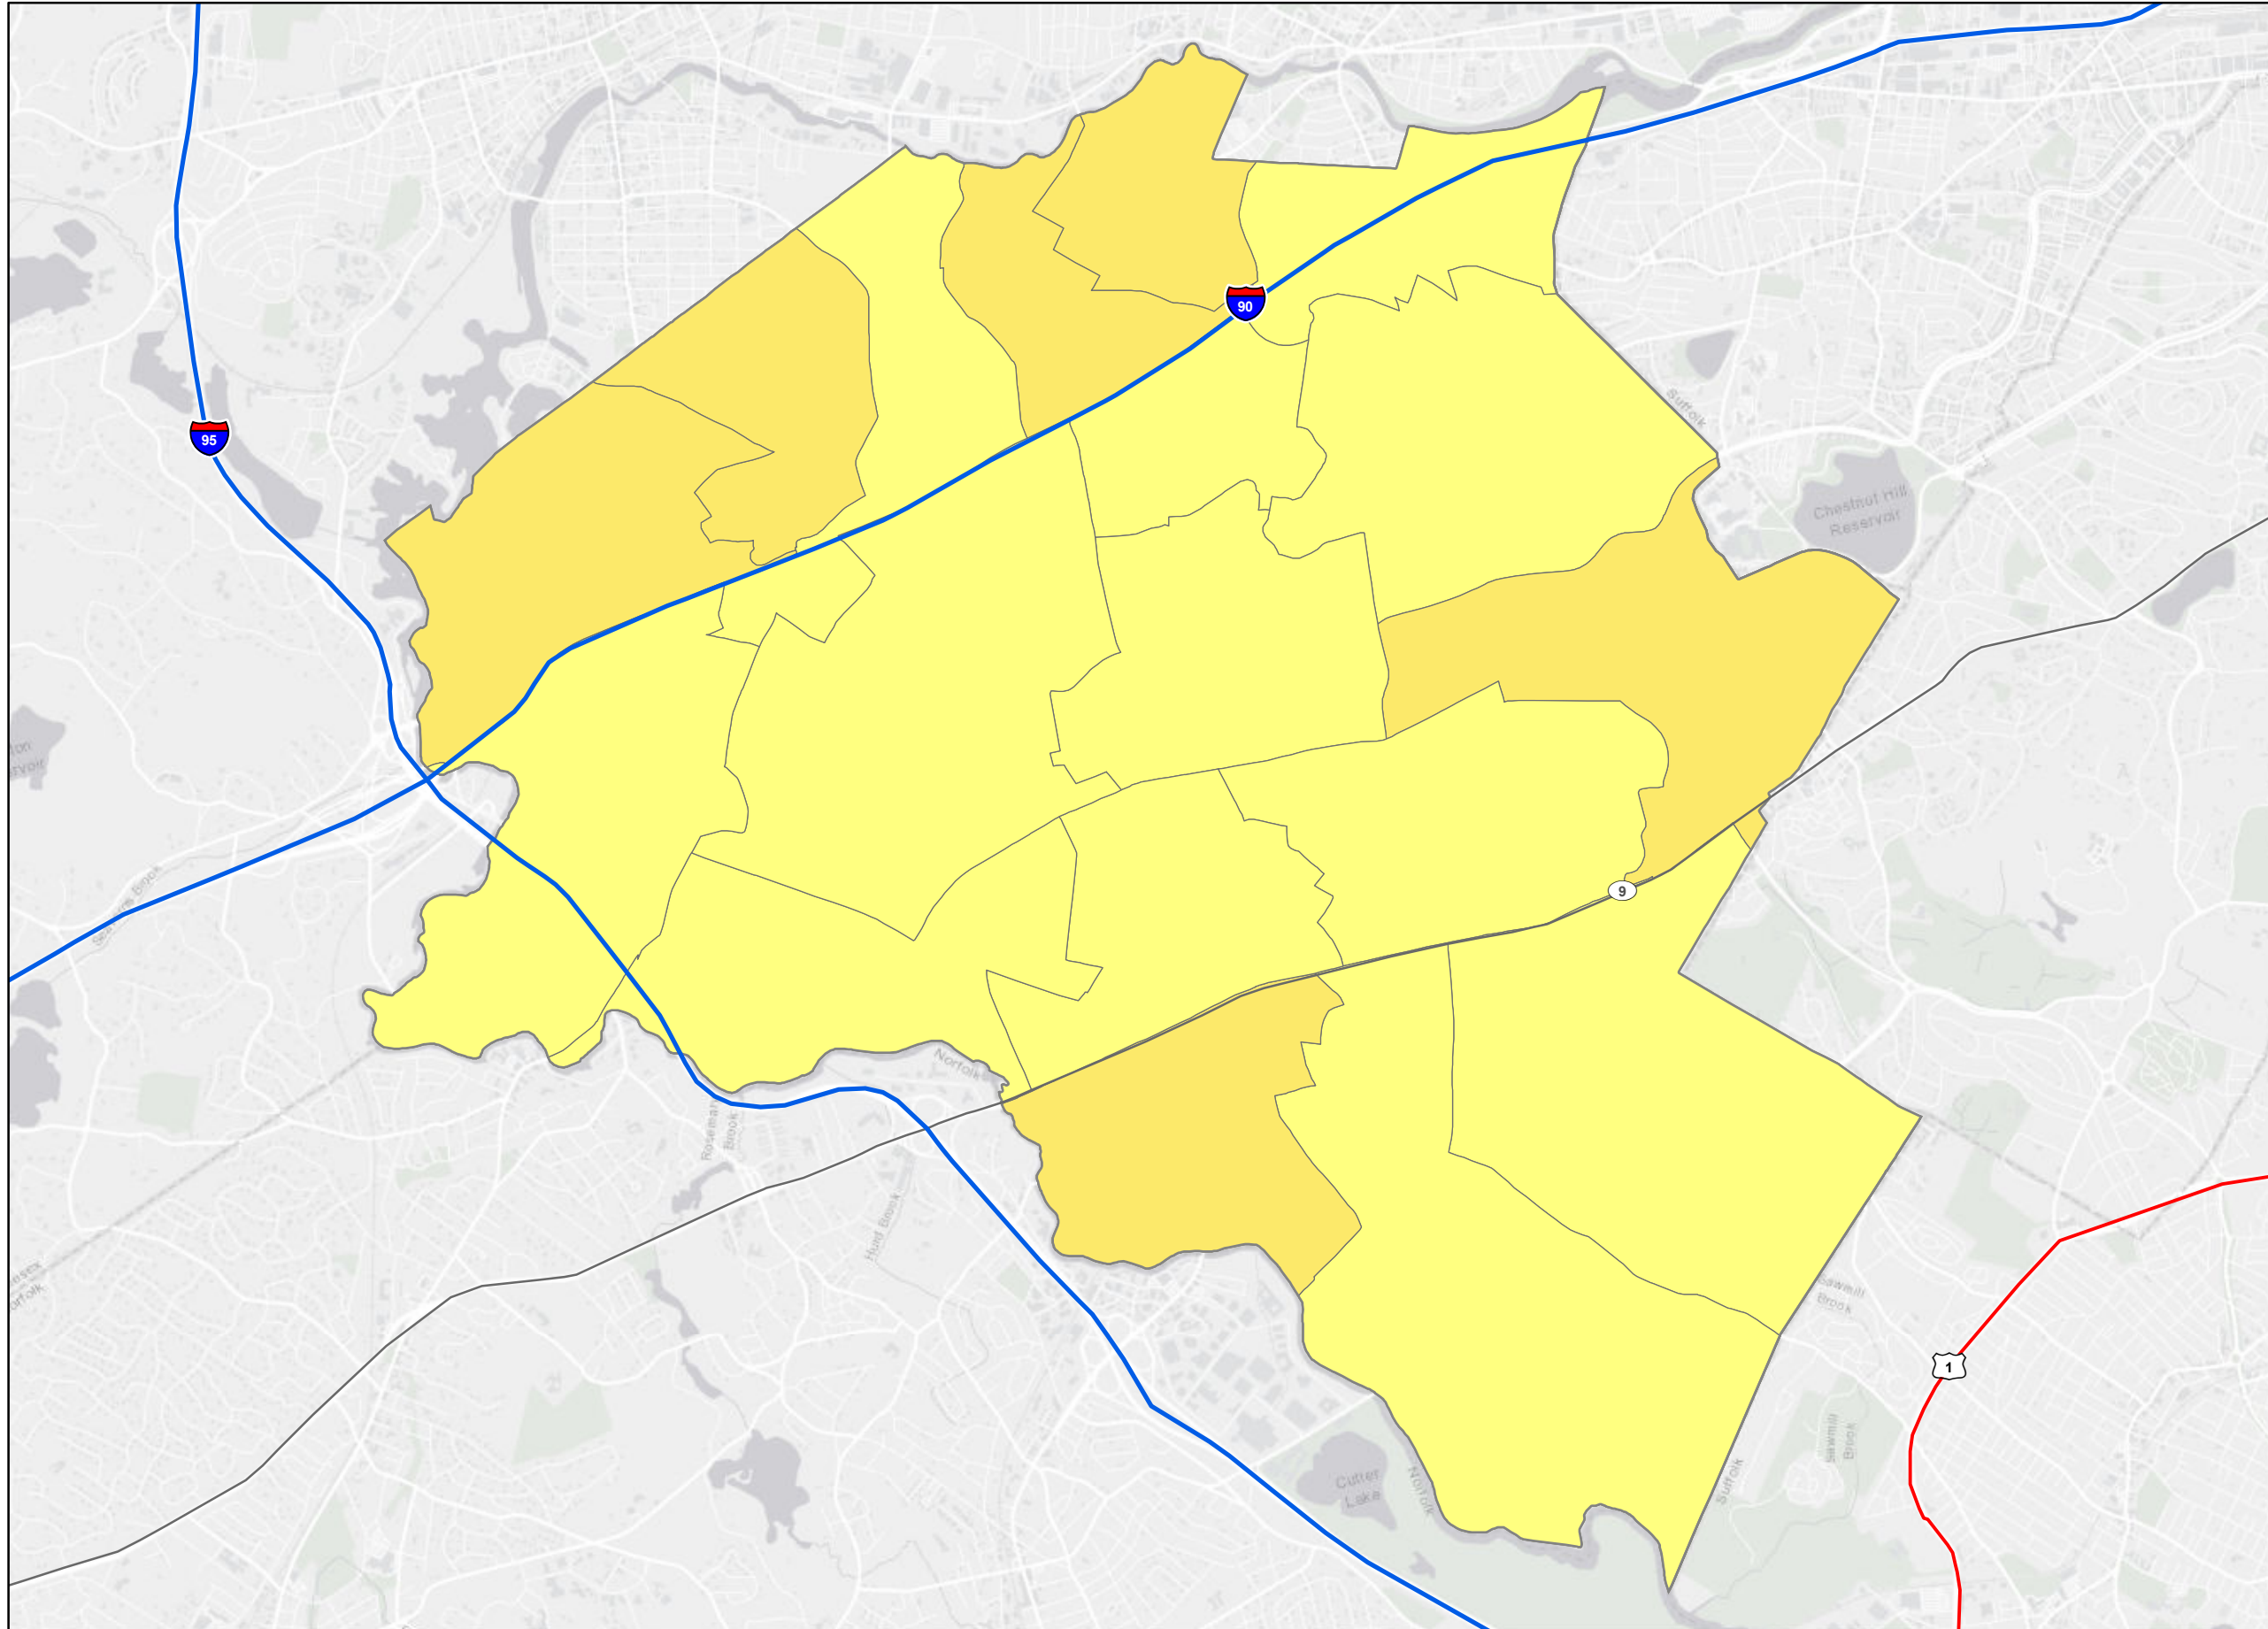 90
95
Suffolk
Chestnut Hill
Reservoir
9
Norfolk
Rosemary
Brook
Hurd Brook
Sawmill
Brook
1
Cutter
Lake
Norfolk
Suffolk
Sawmill
Brook